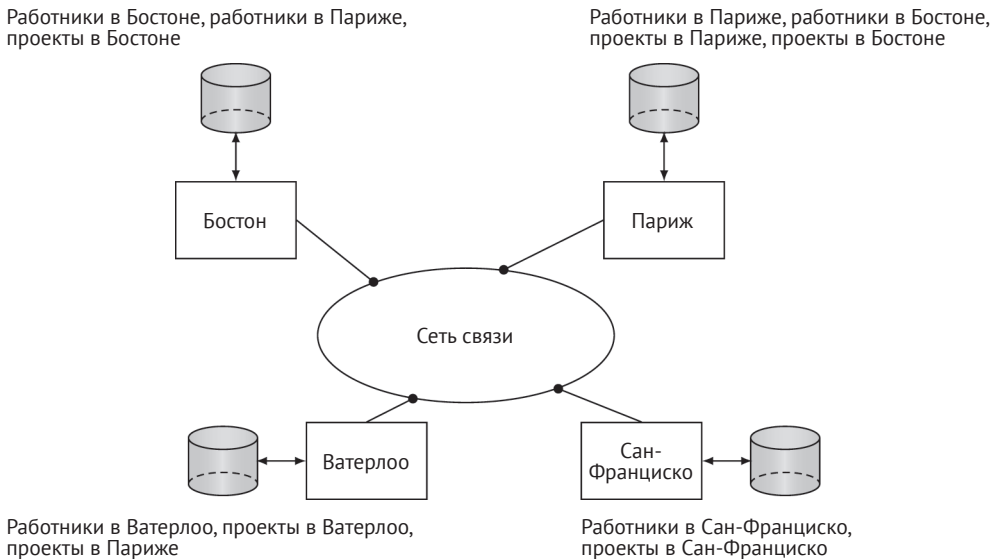 Работники в Бостоне, работники в Париже,
проекты в Бостоне
Работники в Париже, работники в Бостоне,
проекты в Париже, проекты в Бостоне
Бостон
Париж
Сеть связи
Ватерлоо
Сан-
Франциско
Работники в Ватерлоо, проекты в Ватерлоо,
проекты в Париже
Работники в Сан-Франциско,
проекты в Сан-Франциско